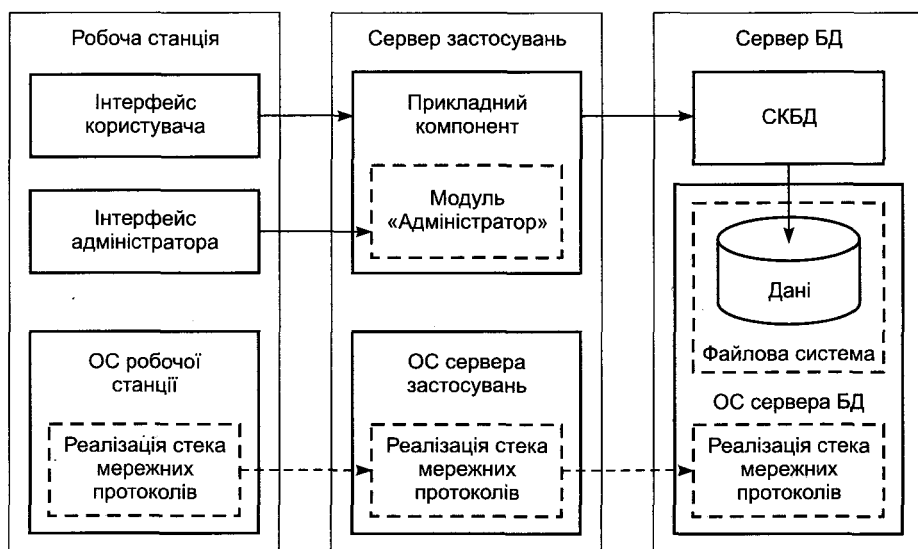 Робоча станція
Інтерфейс
користувача
Інтерфейс
адміністратора
ОС робочої
станції
Реалізація стека
мережних
протоколів
Сервер застосувань
Прикладний
компонент
Модуль
«Адміністратор»
ОС сервера
застосувань
Реалізація стека
мережних
протоколів
Сервер БД
СКБД
Дані
Файлова система
ОС сервера БД
Реалізація стека
мережних
протоколів